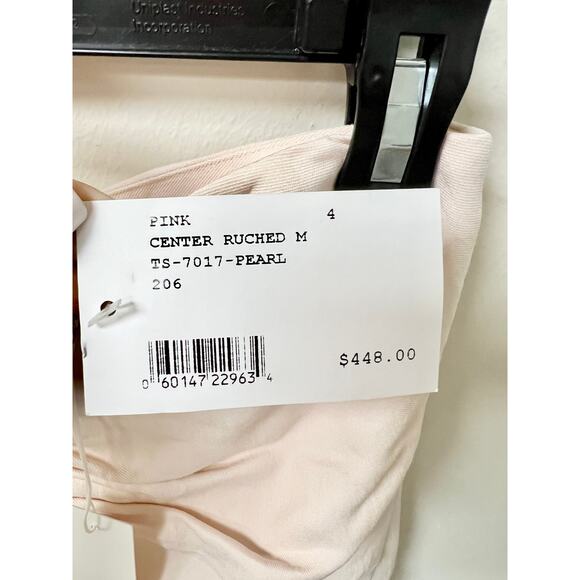 Uniplast Industries
Incorporation
PINK 4
CENTER RUCHED M
TS-7017-PEARL
206
0 60147 22963 4
$448.00